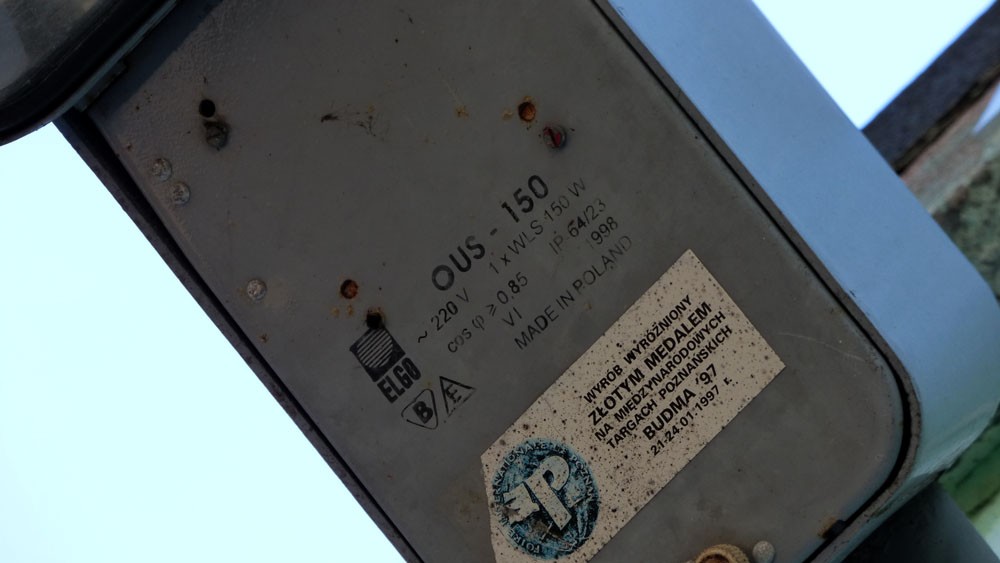 OUS - 150
~ 220 V 1 x WLS 150 W
cos φ ≥ 0,85 IP 64/23
VI 1998
MADE IN POLAND
ELGO
B E
WYRÓB WYRÓŻNIONY
ZŁOTYM MEDALEM
NA MIĘDZYNARODOWYCH
TARGACH POZNAŃSKICH
BUDMA '97
21-24.01.1997 r.